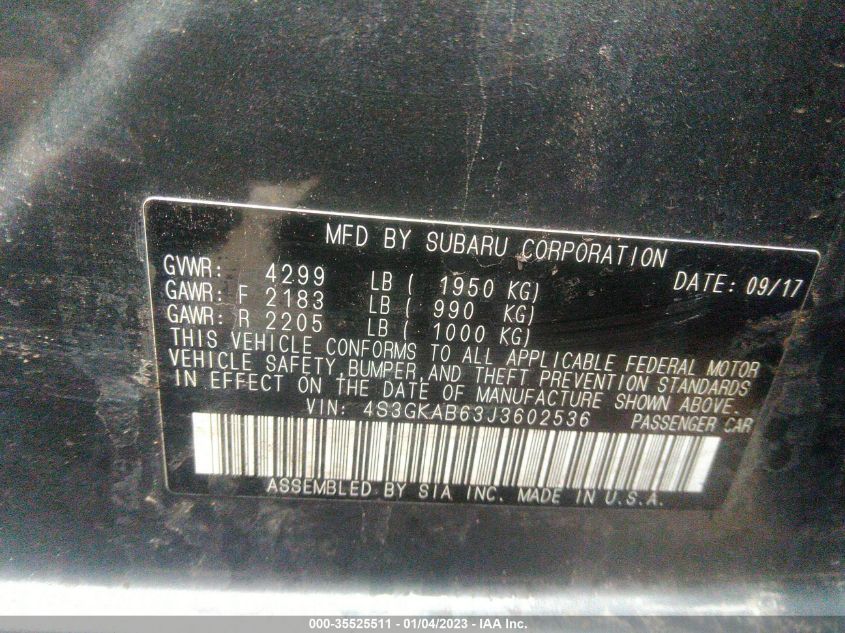 MFD BY SUBARU CORPORATION
GVWR: 4299 LB ( 1950 KG) DATE: 09/17
GAWR: F 2183 LB ( 990 KG)
GAWR: R 2205 LB ( 1000 KG)
THIS VEHICLE CONFORMS TO ALL APPLICABLE FEDERAL MOTOR
VEHICLE SAFETY, BUMPER, AND THEFT PREVENTION STANDARDS
IN EFFECT ON THE DATE OF MANUFACTURE SHOWN ABOVE.
VIN: 4S3GKAB63J3602536 PASSENGER CAR
ASSEMBLED BY SIA INC. MADE IN U.S.A.
000-35525511 - 01/04/2023 - IAA Inc.